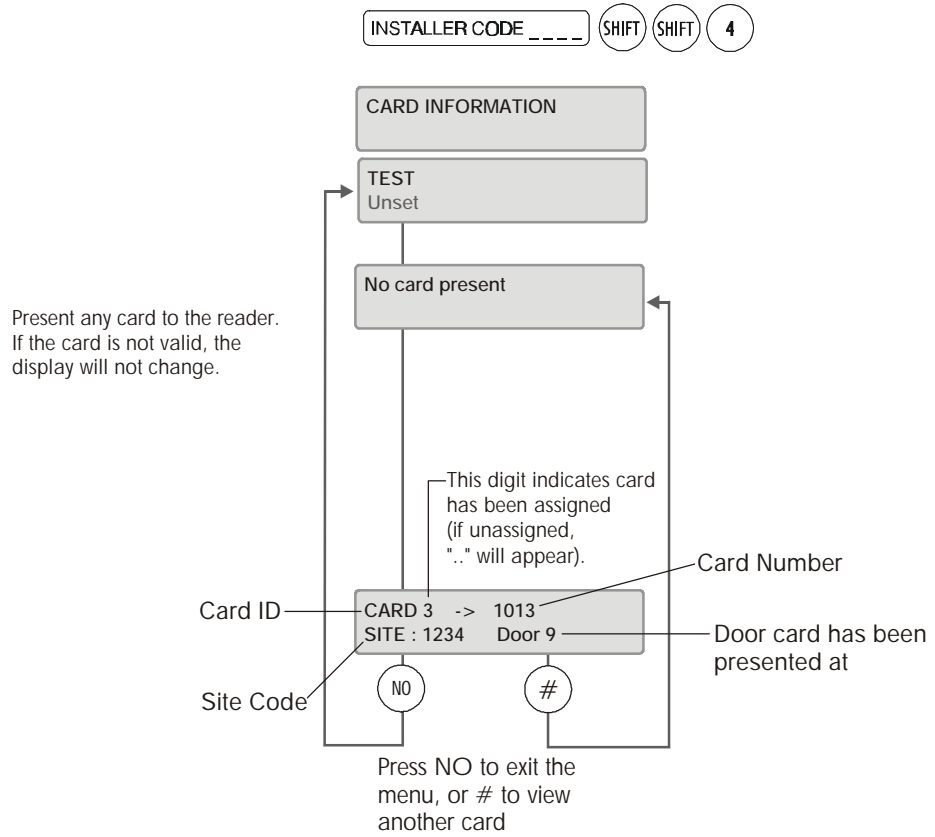 INSTALLER CODE _ _ _ _ SHIFT SHIFT 4
CARD INFORMATION
TEST
Unset
No card present
Present any card to the reader.
If the card is not valid, the
display will not change.
This digit indicates card
has been assigned
(if unassigned,
".." will appear).
Card Number
Card ID
CARD 3 -> 1013
SITE : 1234 Door 9
Door card has been
presented at
Site Code
NO #
Press NO to exit the
menu, or # to view
another card